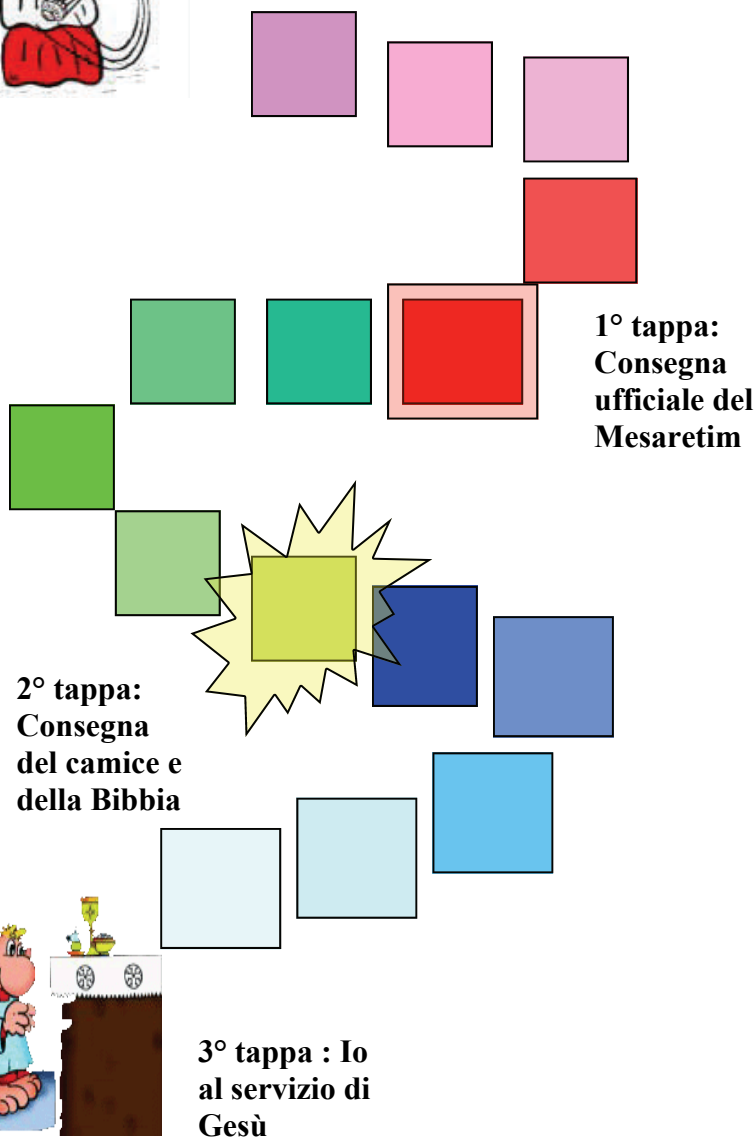 1° tappa:
Consegna
ufficiale del
Mesaretim
2° tappa:
Consegna
del camice e
della Bibbia
3° tappa : Io
al servizio di
Gesù